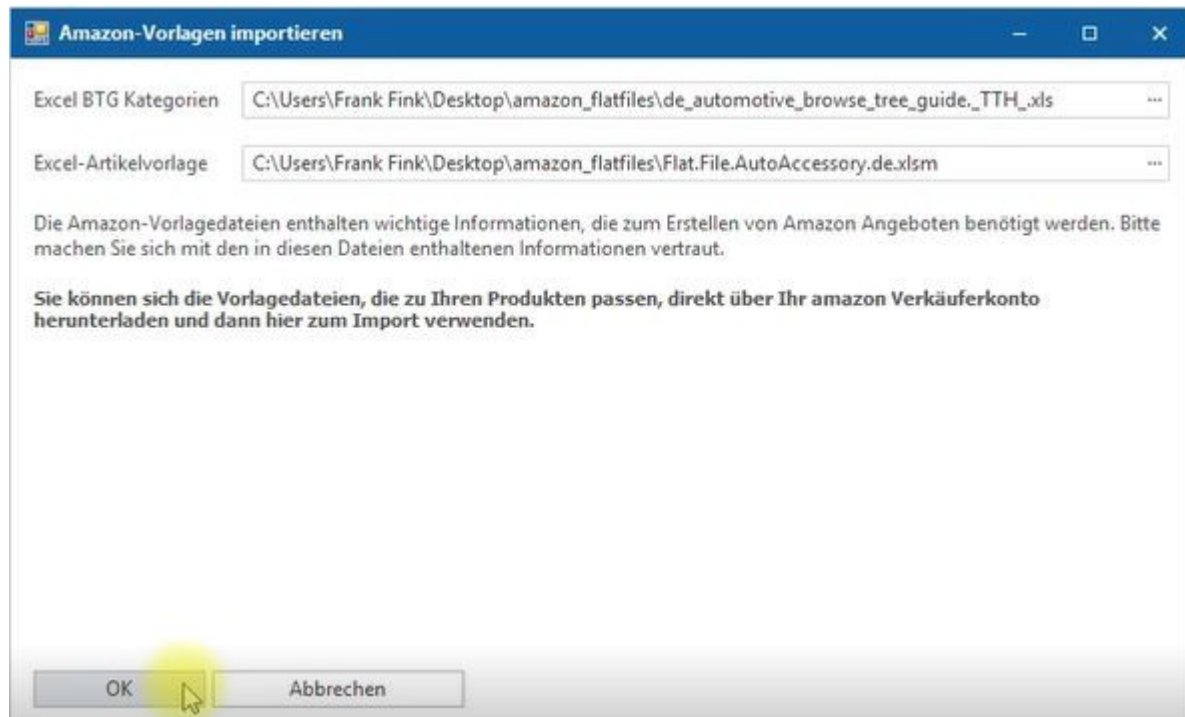 Amazon-Vorlagen importieren
Excel BTG Kategorien C:\Users\Frank Fink\Desktop\amazon_flatfiles\de_automotive_browse_tree_guide._TTH_.xls ...
Excel-Artikelvorlage C:\Users\Frank Fink\Desktop\amazon_flatfiles\Flat.File.AutoAccessory.de.xlsm ...
Die Amazon-Vorlagedateien enthalten wichtige Informationen, die zum Erstellen von Amazon Angeboten benötigt werden. Bitte
machen Sie sich mit den in diesen Dateien enthaltenen Informationen vertraut.
Sie können sich die Vorlagedateien, die zu Ihren Produkten passen, direkt über Ihr amazon Verkäuferkonto
herunterladen und dann hier zum Import verwenden.
OK Abbrechen